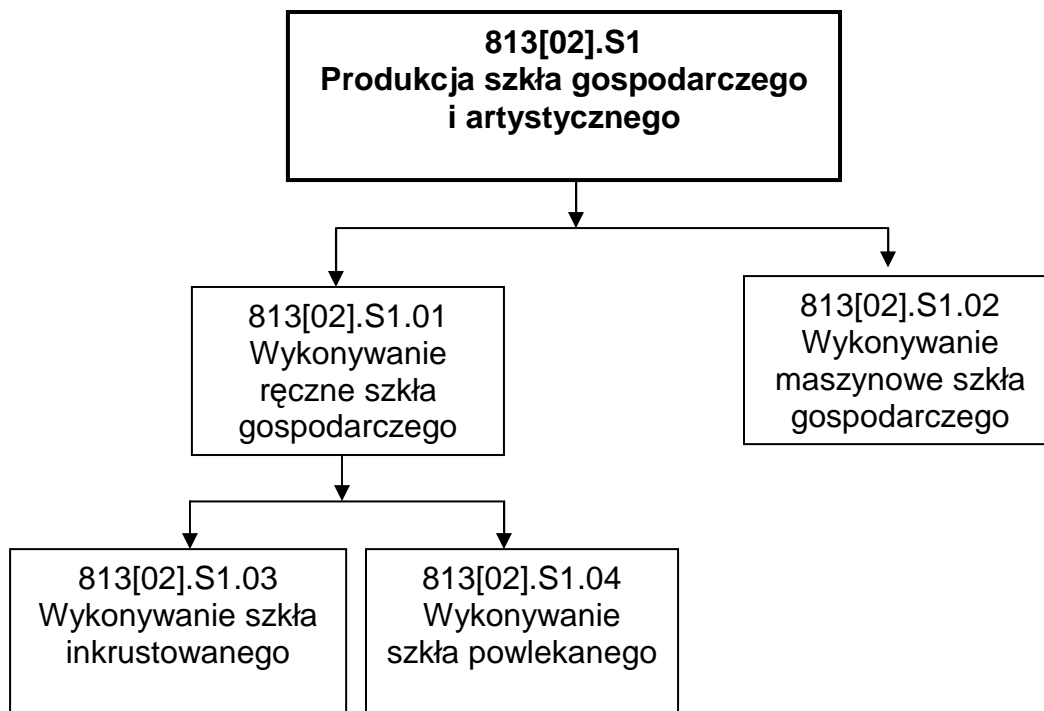 813[02].S1
Produkcja szkła gospodarczego
i artystycznego
813[02].S1.01
Wykonywanie
ręczne szkła
gospodarczego
813[02].S1.02
Wykonywanie
maszynowe szkła
gospodarczego
813[02].S1.03
Wykonywanie szkła
inkrustowanego
813[02].S1.04
Wykonywanie
szkła powlekanego